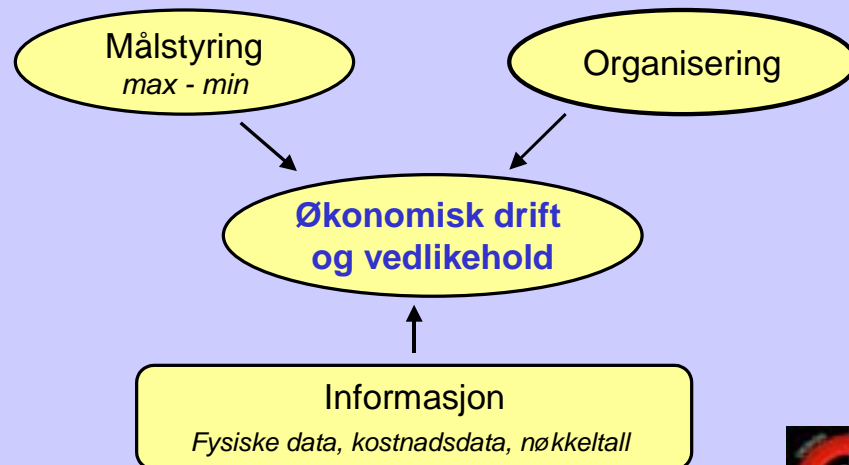 Målstyring
max - min
Organisering
Økonomisk drift
og vedlikehold
Informasjon
Fysiske data, kostnadsdata, nøkkeltall